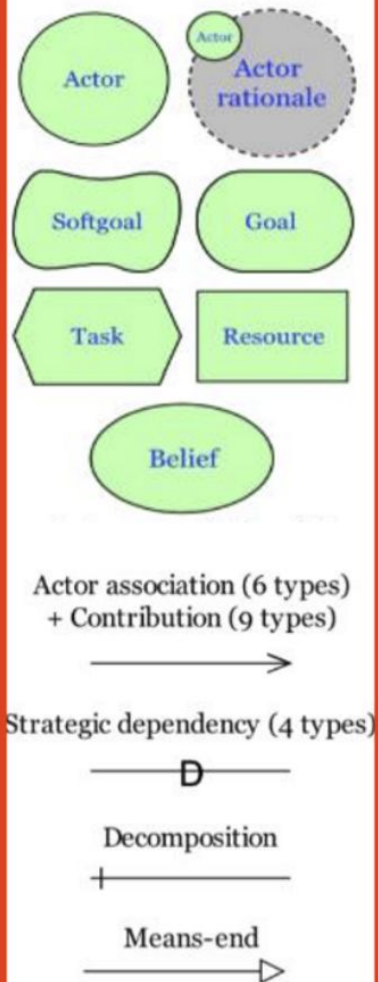 Actor
Actor
Actor
rationale
Softgoal
Goal
Task
Resource
Belief
Actor association (6 types)
+ Contribution (9 types)
Strategic dependency (4 types)
D
Decomposition
Means-end